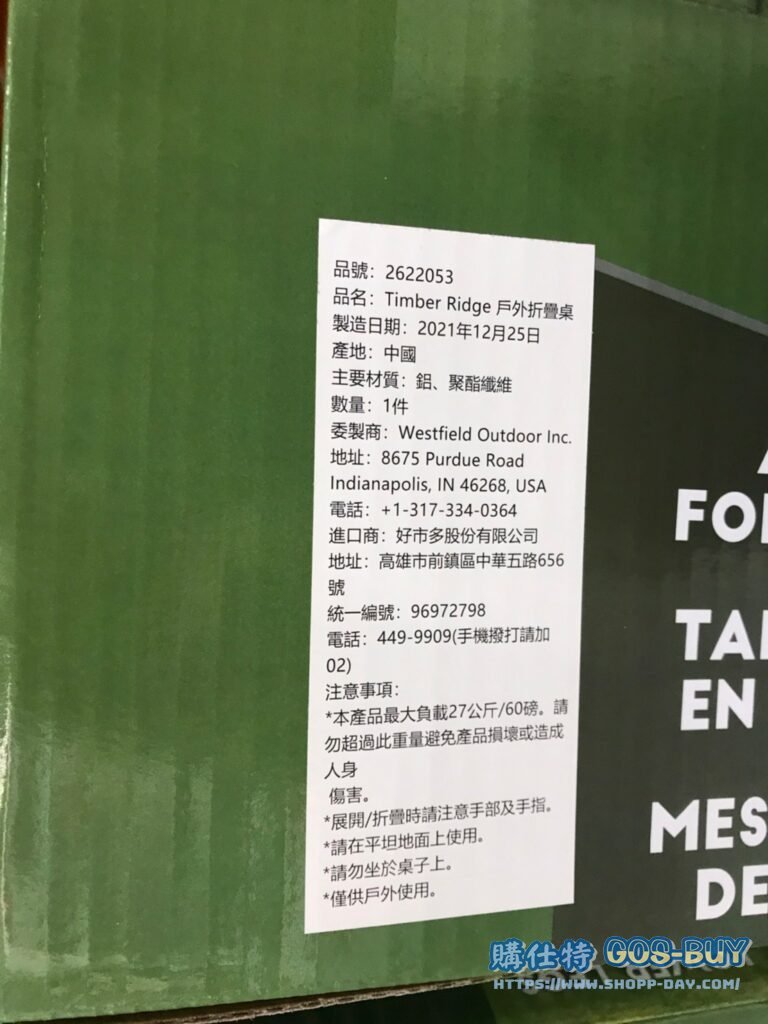 品號：2622053
品名：Timber Ridge 戶外折疊桌
製造日期：2021年12月25日
產地：中國
主要材質：鋁、聚酯纖維
數量：1件
委製商：Westfield Outdoor Inc.
地址：8675 Purdue Road
Indianapolis, IN 46268, USA
電話：+1-317-334-0364
進口商：好市多股份有限公司
地址：高雄市前鎮區中華五路656
號
統一編號：96972798
電話：449-9909(手機撥打請加
02)
注意事項：
*本產品最大負載27公斤/60磅。請
勿超過此重量避免產品損壞或造成
人身
傷害。
*展開/折疊時請注意手部及手指。
*請在平坦地面上使用。
*請勿坐於桌子上。
*僅供戶外使用。
FO
TA
EN
MES
DE
購仕特 GOS-BUY
HTTPS://WWW.SHOPP-DAY.COM/